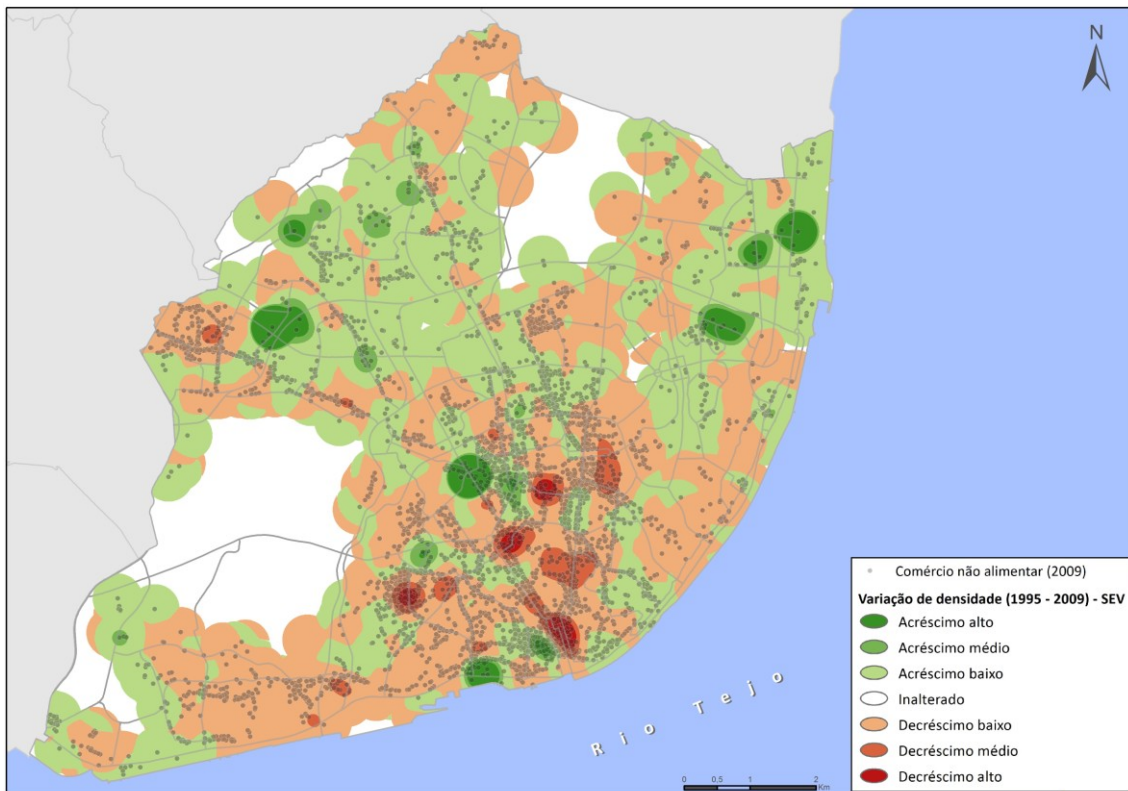 N
Rio Tejo
Comércio não alimentar (2009)
Variação de densidade (1995 - 2009) - SEV
Acréscimo alto
Acréscimo médio
Acréscimo baixo
Inalterado
Decréscimo baixo
Decréscimo médio
Decréscimo alto
0 0.5 1 2
Km